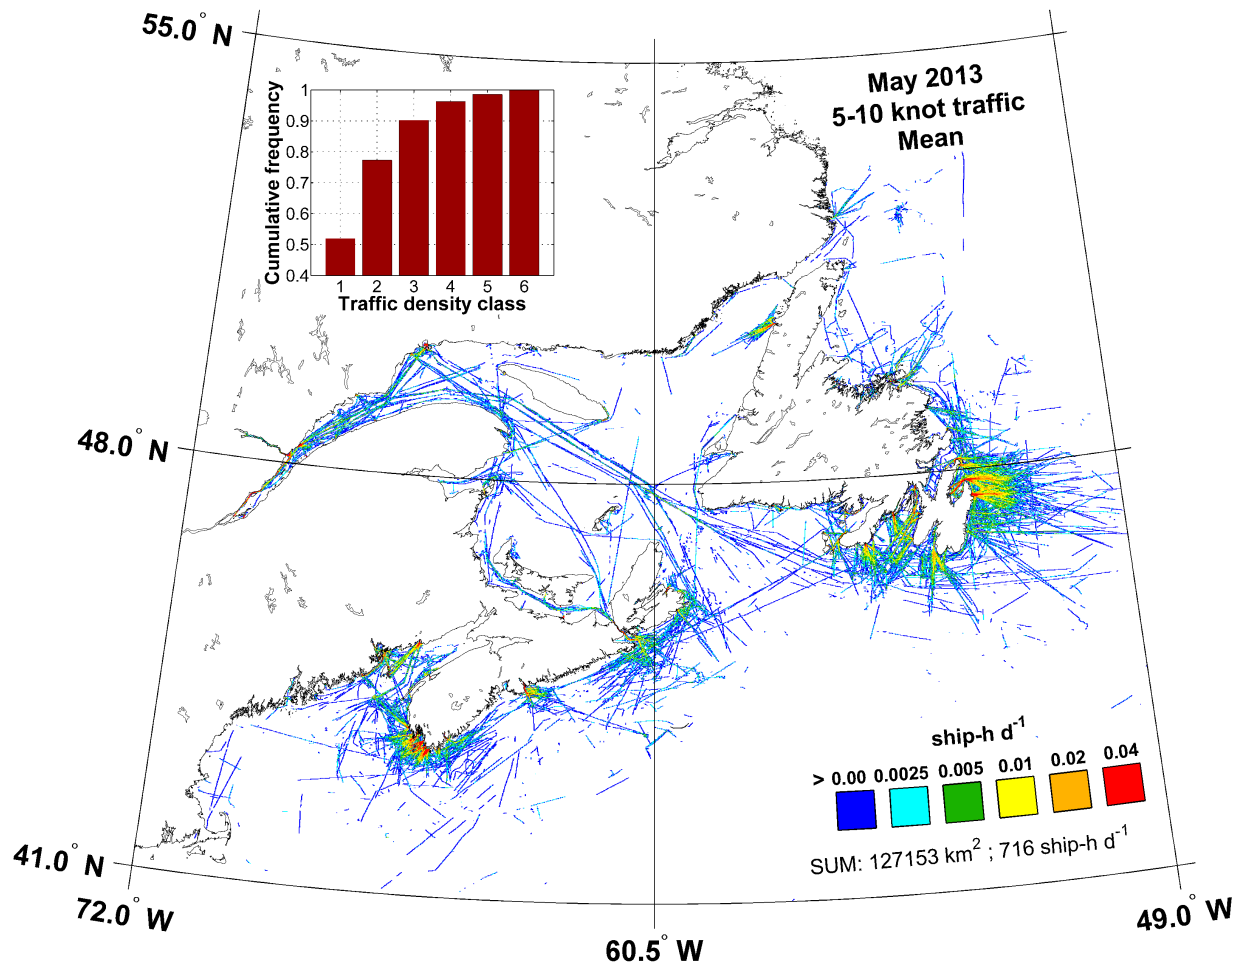 55.0° N
May 2013
5-10 knot traffic
Mean
Cumulative frequency
1
0.9
0.8
0.7
0.6
0.5
0.4
1 2 3 4 5 6
Traffic density class
48.0° N
ship-h d-1
> 0.00 0.0025 0.005 0.01 0.02 0.04
SUM: 127153 km2 ; 716 ship-h d-1
41.0° N
72.0° W
60.5° W
49.0° W